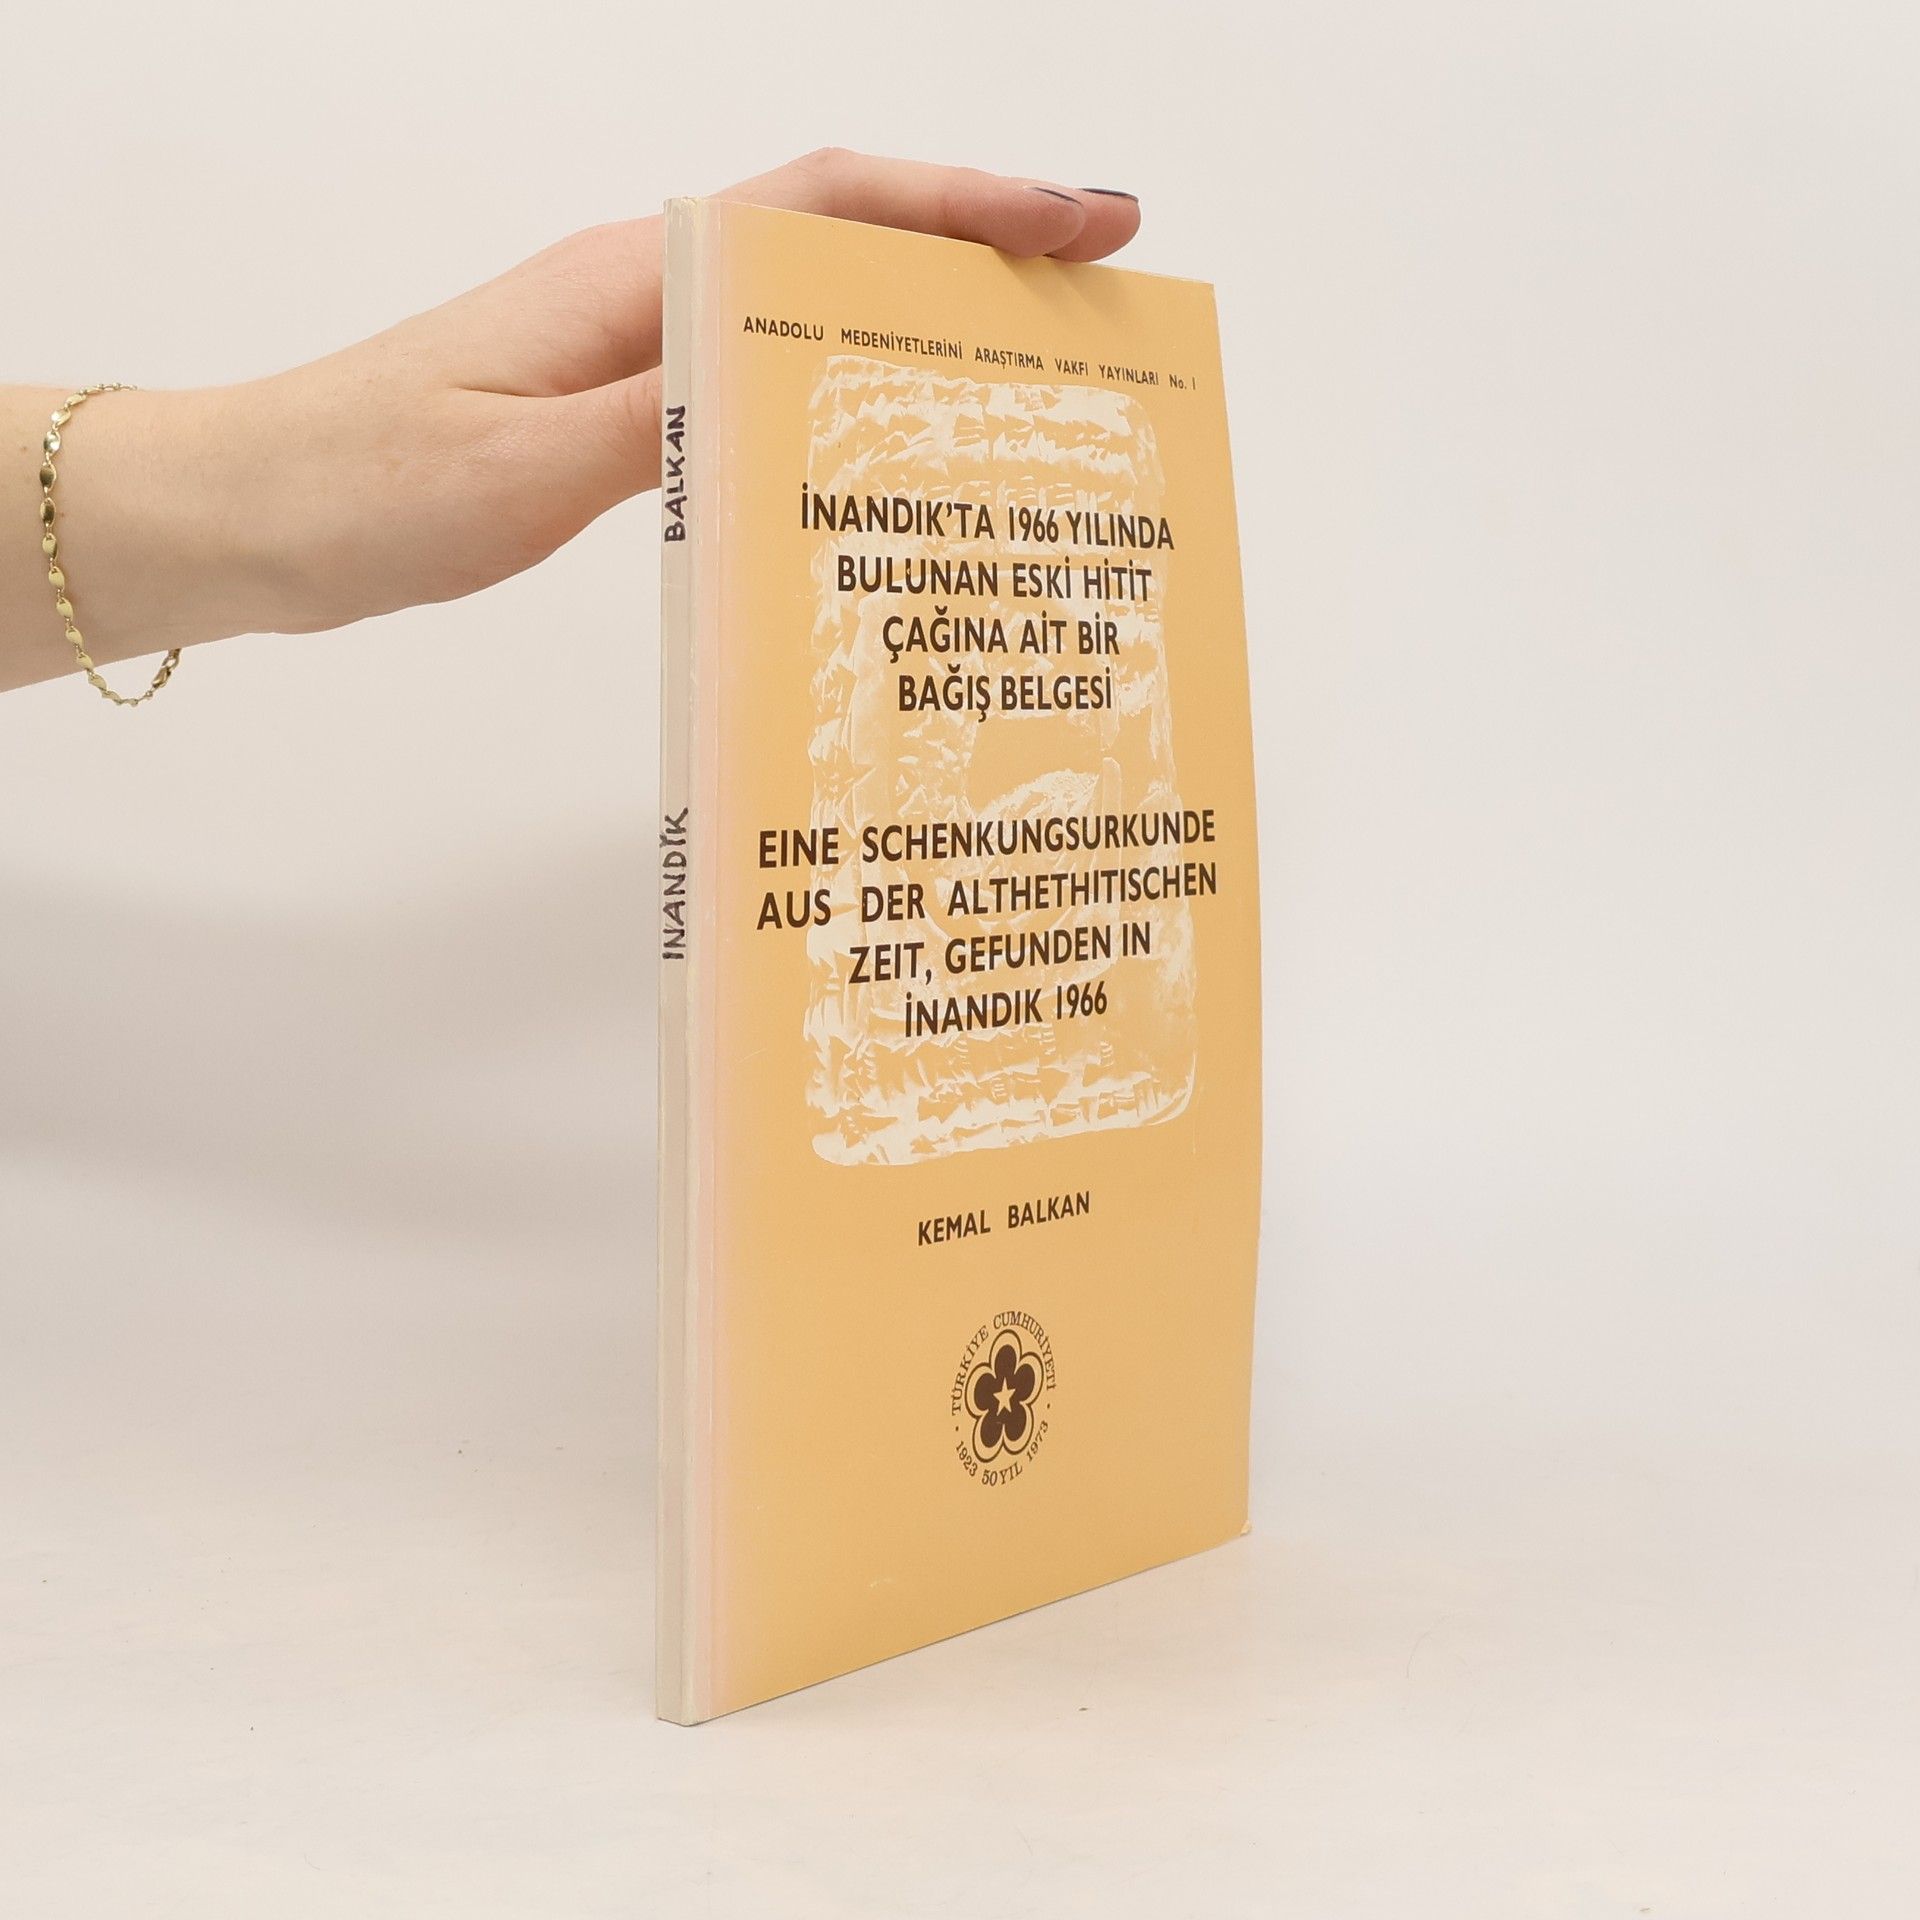 BALKAN
INANDIK
ANADOLU MEDENİYETLERİNİ ARAŞTIRMA VAKFI YAYINLARI No. 1
İNANDIK'TA 1966 YILINDA
BULUNAN ESKİ HİTİT
ÇAĞINA AİT BİR
BAĞIŞ BELGESİ
EINE SCHENKUNGSURKUNDE
AUS DER ALTHETHITISCHEN
ZEIT, GEFUNDEN IN
İNANDIK 1966
KEMAL BALKAN
TÜRKİYE CUMHURİYETİ
1923 50 YIL 1973